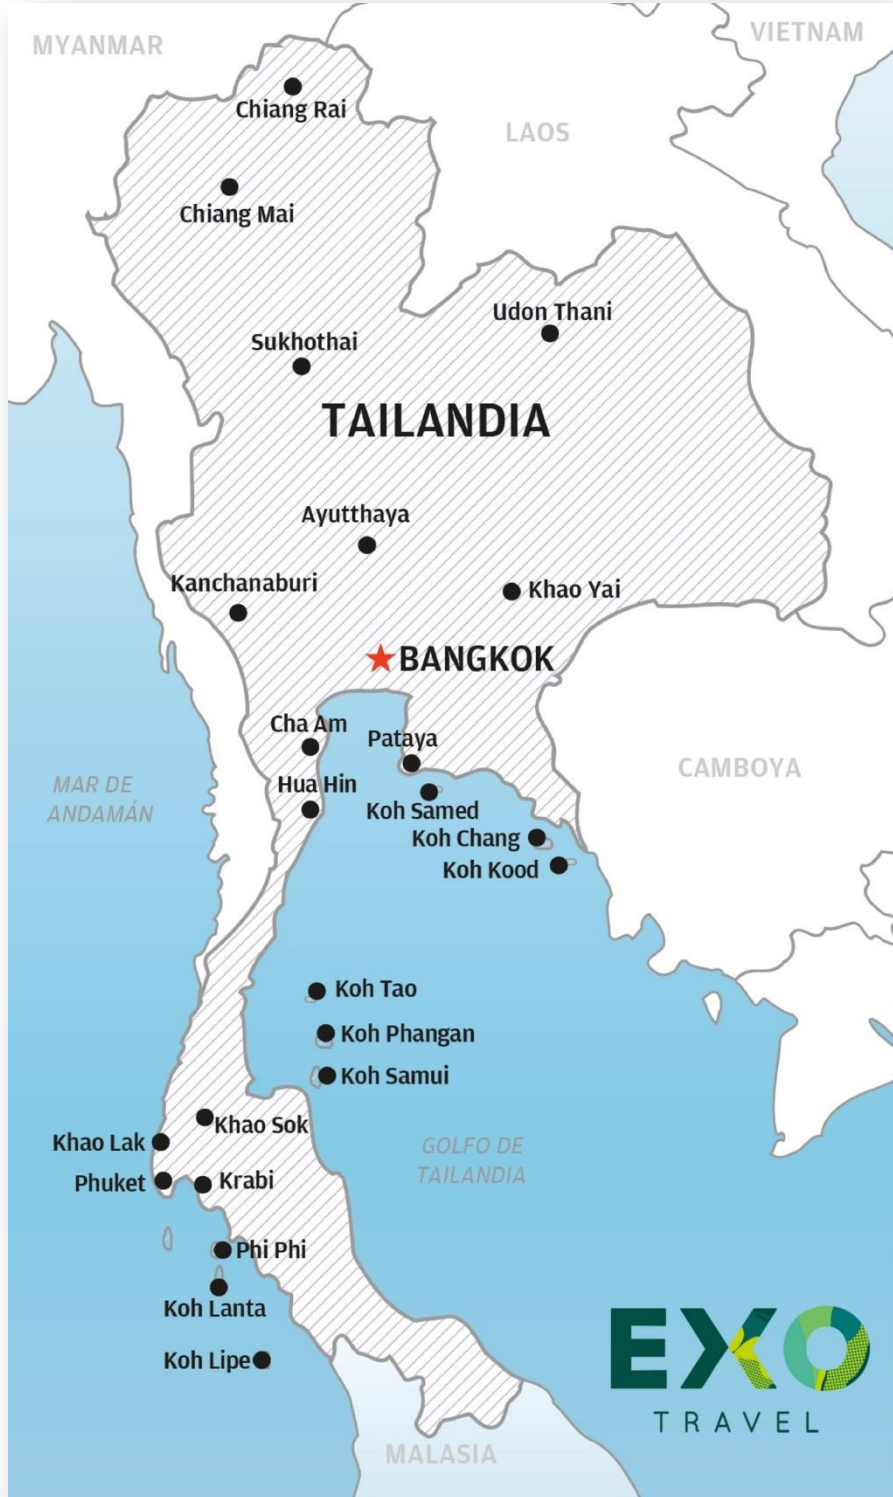 MYANMAR
VIETNAM
Chiang Rai
LAOS
Chiang Mai
Udon Thani
Sukhothai
TAILANDIA
Ayutthaya
Kanchanaburi
Khao Yai
BANGKOK
Cha Am
Pataya
MAR DE
ANDAMÁN
CAMBOYA
Hua Hin
Koh Samed
Koh Chang
Koh Kood
Koh Tao
Koh Phangan
Koh Samui
Khao Sok
Khao Lak
GOLFO DE
TAILANDIA
Phuket
Krabi
Phi Phi
Koh Lanta
Koh Lipe
EXO
TRAVEL
MALASIA